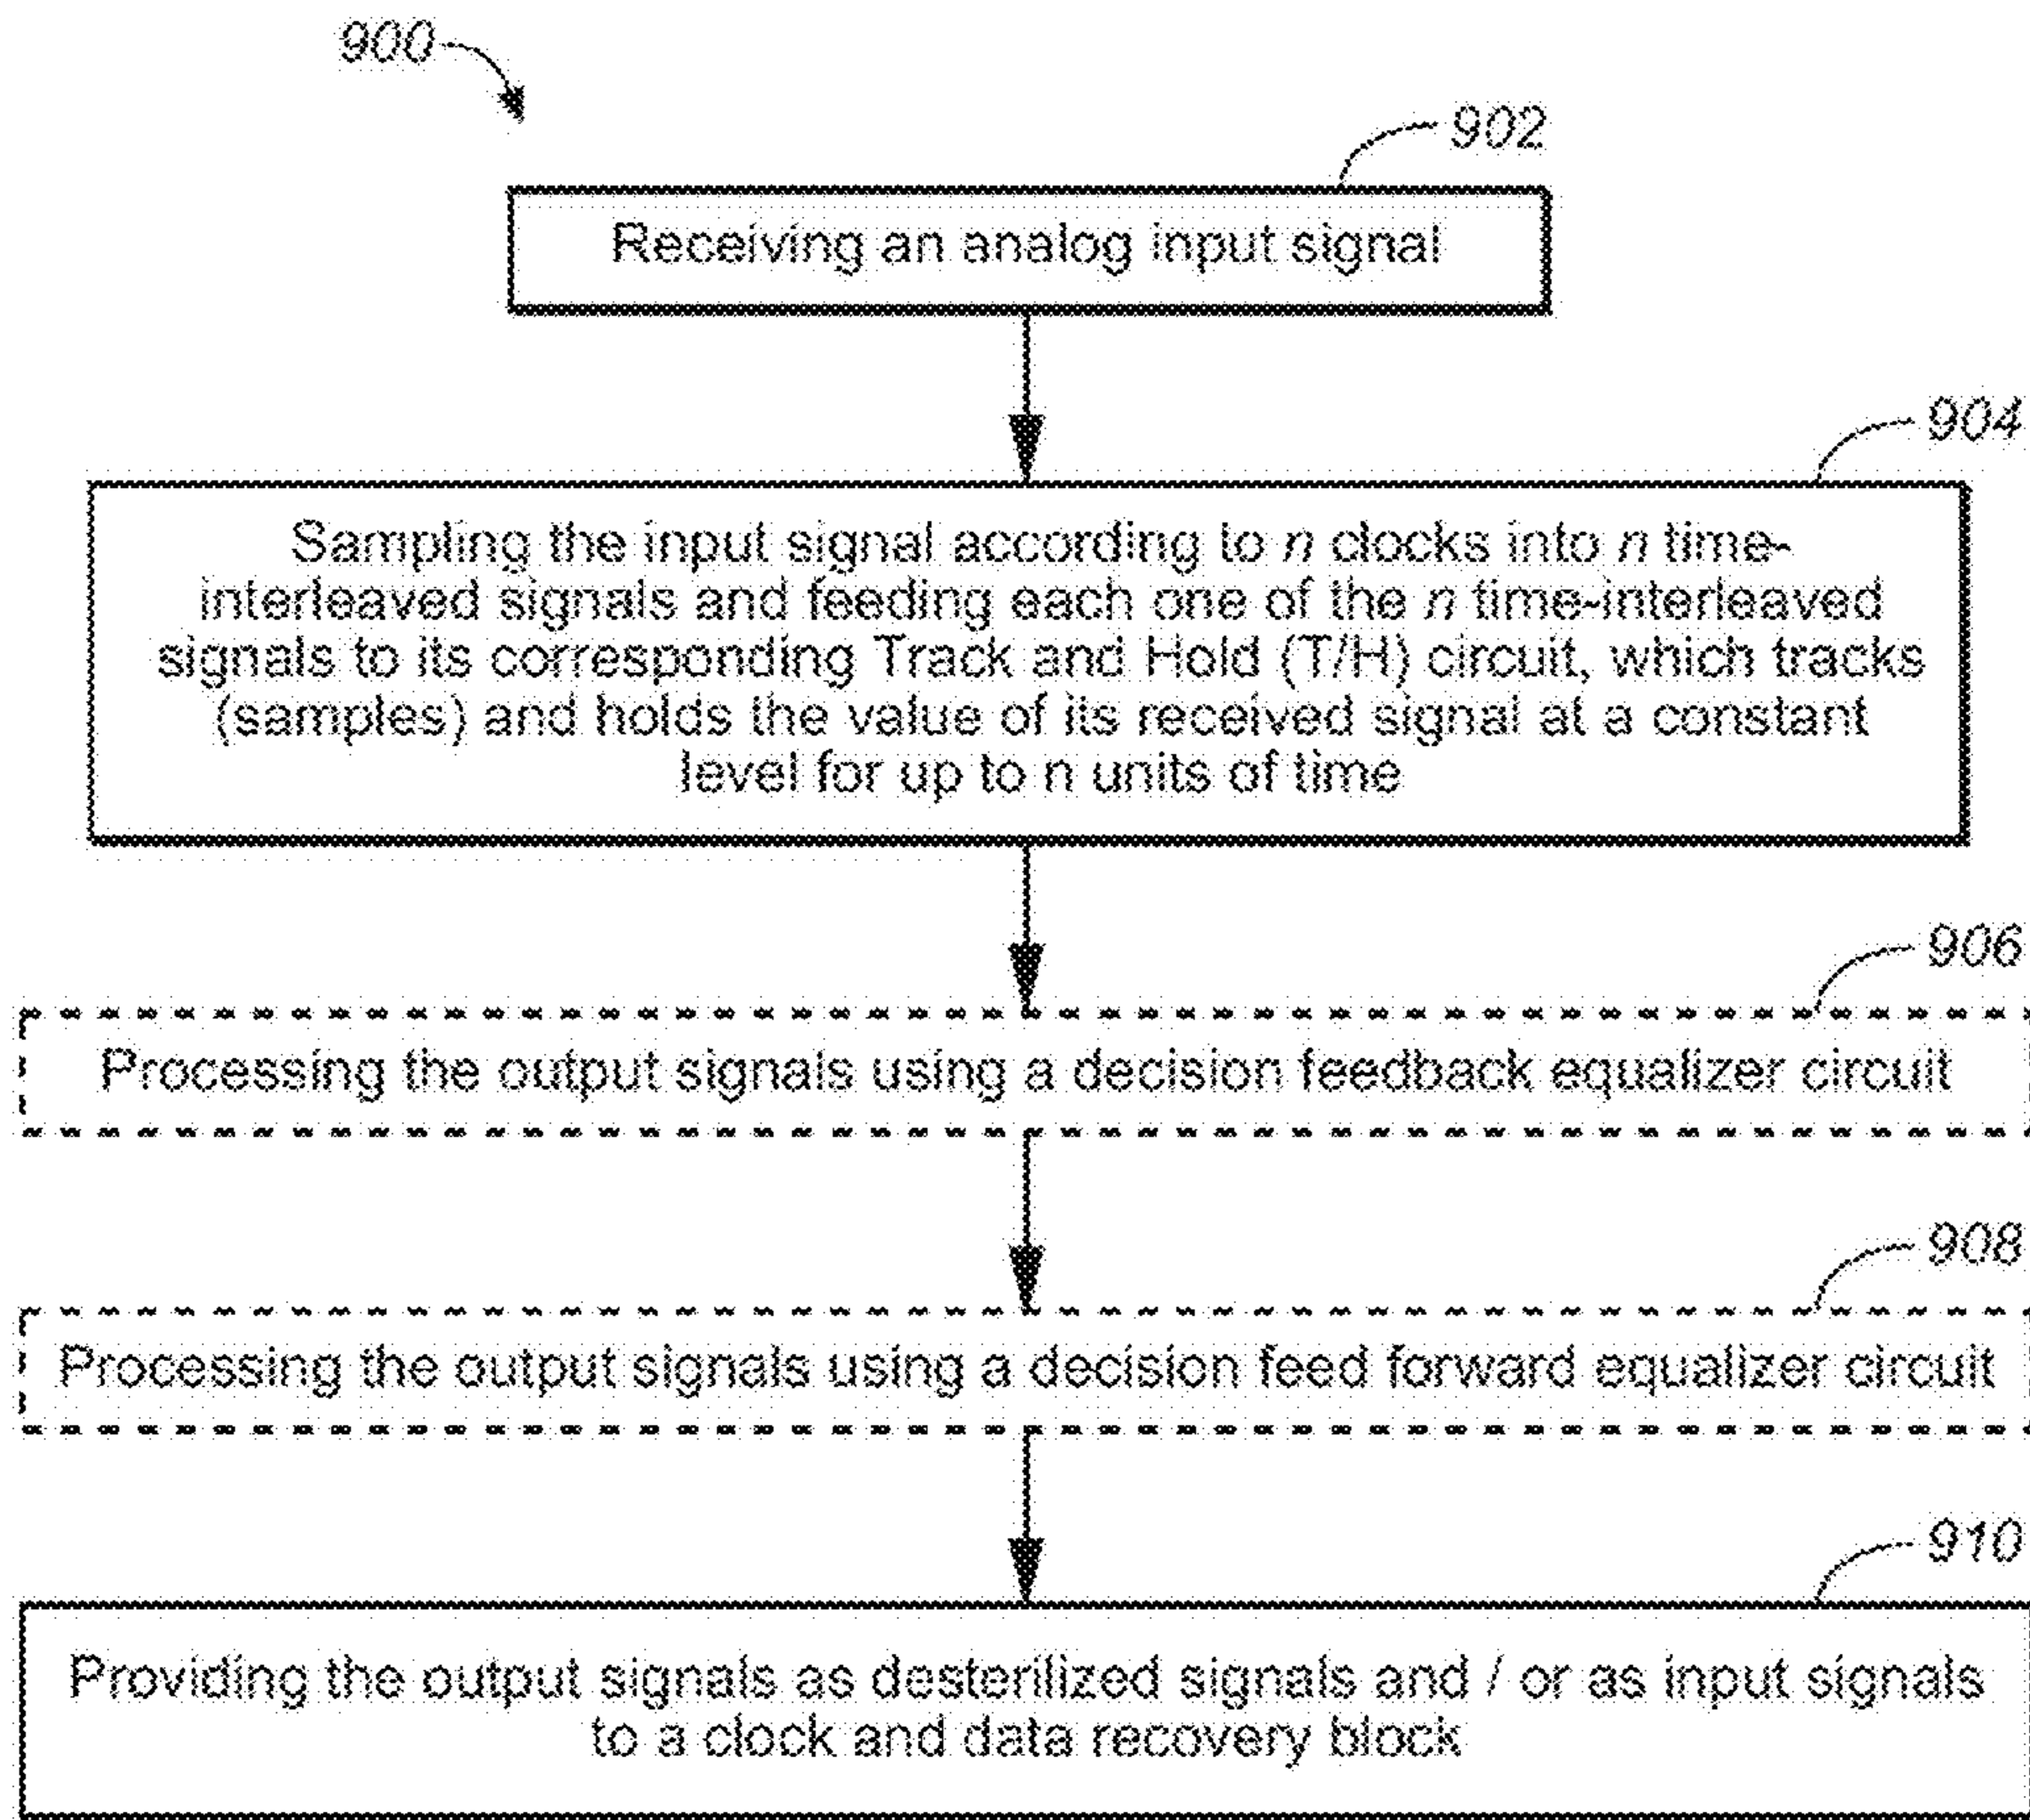 900
902
Receiving an analog input signal
904
Sampling the input signal according to n clocks into n time-
interleaved signals and feeding each one of the n time-interleaved
signals to its corresponding Track and Hold (T/H) circuit, which tracks
(samples) and holds the value of its received signal at a constant
level for up to n units of time
906
Processing the output signals using a decision feedback equalizer circuit
908
Processing the output signals using a decision feed forward equalizer circuit
910
Providing the output signals as desterilized signals and / or as input signals
to a clock and data recovery block